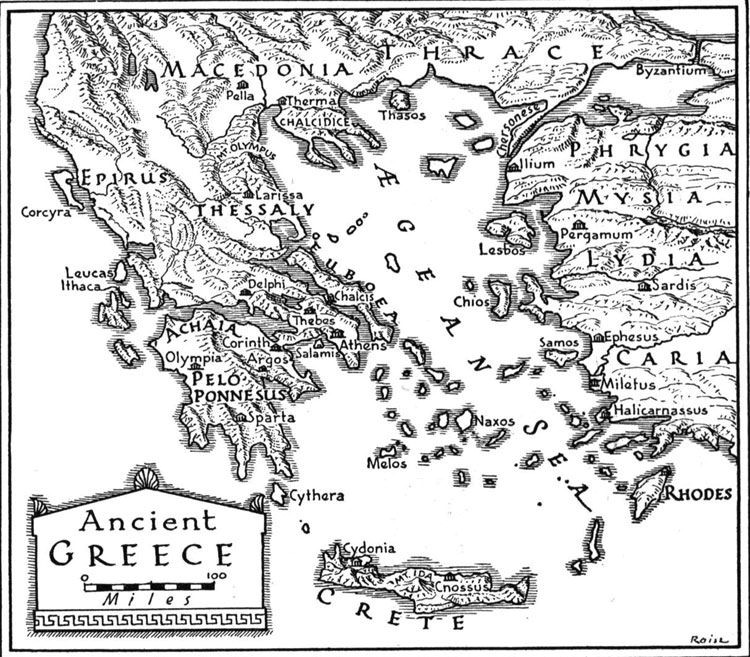 THRACE
MACEDONIA
Byzantium
Pella
Therma
Thasos
CHALCIDICE
Chersonese
PHRYGIA
MT. OLYMPUS
Ilium
EPIRUS
Larissa
MYSIA
Corcyra
THESSALY
ÆGEAN SEA
Pergamum
Lesbos
EUBOEA
LYDIA
Leucas
Ithaca
Delphi
Chalcis
Sardis
Chios
Thebes
ACHAIA
Corinth
Athens
Samos
Ephesus
Salamis
Olympia
Argos
CARIA
PELO
PONNESUS
Miletus
Halicarnassus
Sparta
Naxos
Melos
Cythera
RHODES
Ancient
GREECE
0 100
Miles
Cydonia
MT. IDA
Cnossus
CRETE
Raisz